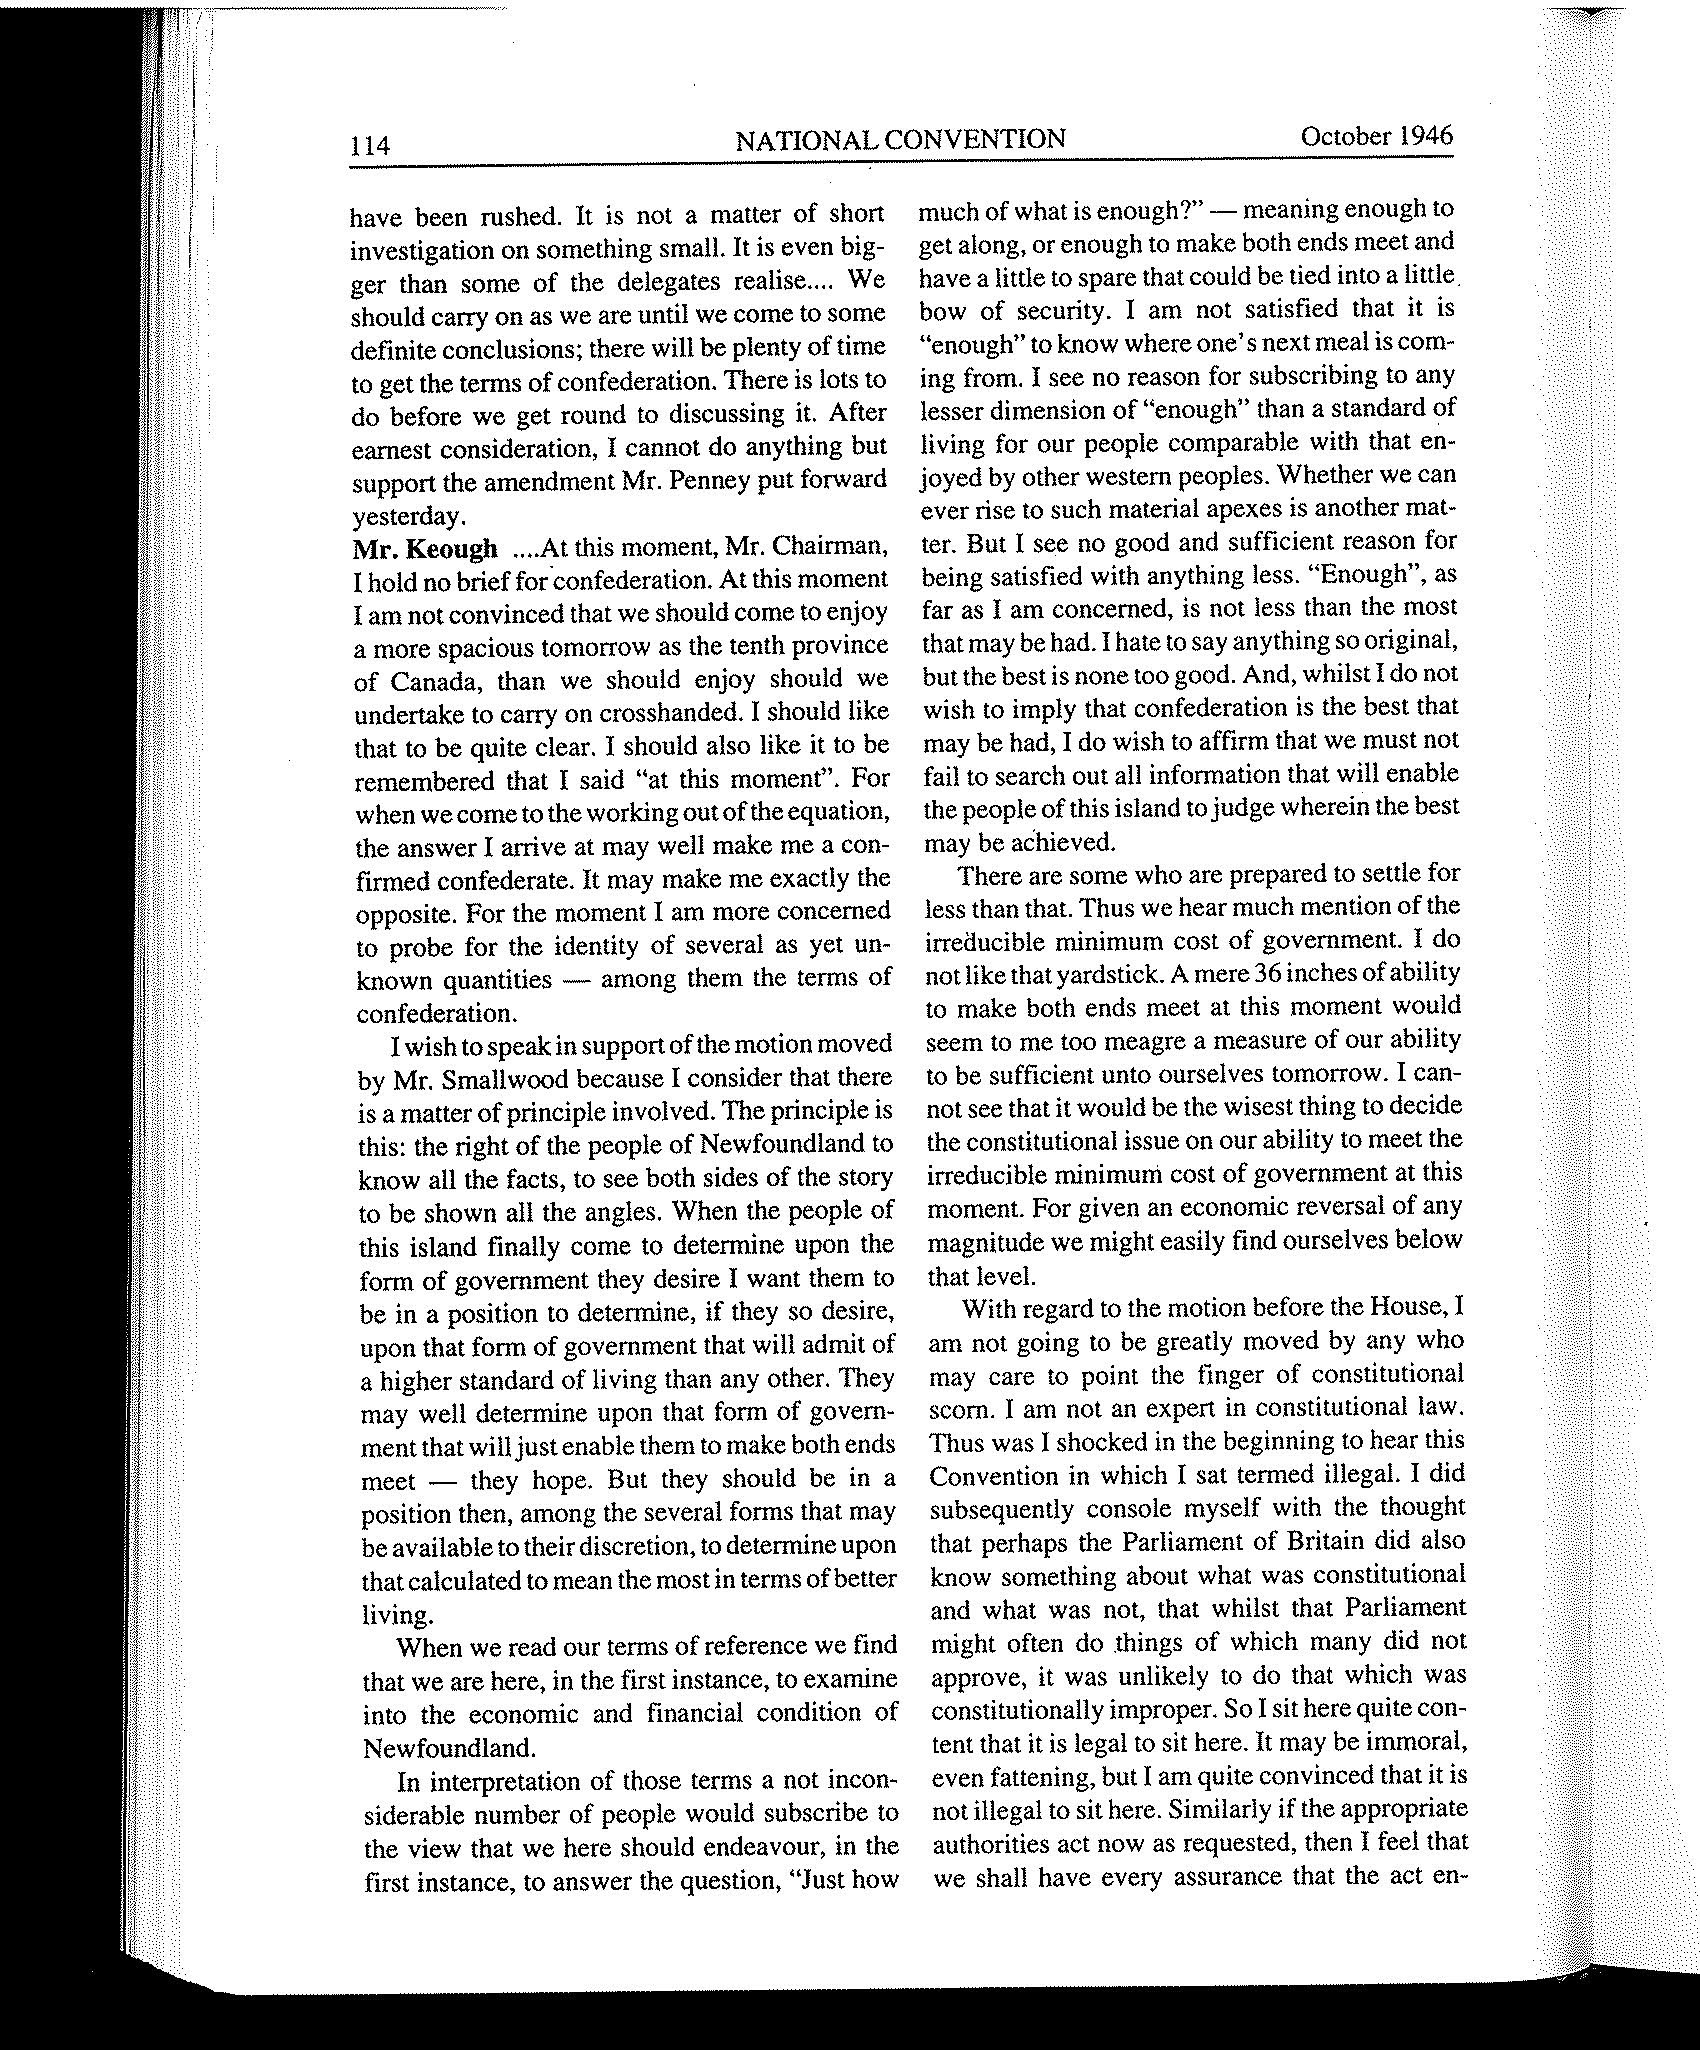 114 NATIONAL CONVENTION October 1946
have been rushed. It is not a matter of short
investigation on something small. It is even big-
ger than some of the delegates realise.... We
should carry on as we are until we come to some
definite conclusions; there will be plenty of time
to get the terms of confederation. There is lots to
do before we get round to discussing it. After
earnest consideration, I cannot do anything but
support the amendment Mr. Penney put forward
yesterday.
Mr. Keough ....At this moment, Mr. Chairman,
I hold no brief for confederation. At this moment
I am not convinced that we should come to enjoy
a more spacious tomorrow as the tenth province
of Canada, than we should enjoy should we
undertake to carry on crosshanded. I should like
that to be quite clear. I should also like it to be
remembered that I said “at this moment”. For
when we come to the working out of the equation,
the answer I arrive at may well make me a con-
firmed confederate. It may make me exactly the
opposite. For the moment I am more concerned
to probe for the identity of several as yet un-
known quantities — among them the terms of
confederation.
I wish to speak in support of the motion moved
by Mr. Smallwood because I consider that there
is a matter of principle involved. The principle is
this: the right of the people of Newfoundland to
know all the facts, to see both sides of the story
to be shown all the angles. When the people of
this island finally come to determine upon the
form of government they desire I want them to
be in a position to determine, if they so desire,
upon that form of government that will admit of
a higher standard of living than any other. They
may well determine upon that form of govern-
ment that will just enable them to make both ends
meet — they hope. But they should be in a
position then, among the several forms that may
be available to their discretion, to determine upon
that calculated to mean the most in terms of better
living.
When we read our terms of reference we find
that we are here, in the first instance, to examine
into the economic and financial condition of
Newfoundland.
In interpretation of those terms a not incon-
siderable number of people would subscribe to
the view that we here should endeavour, in the
first instance, to answer the question, “Just how
much of what is enough?” — meaning enough to
get along, or enough to make both ends meet and
have a little to spare that could be tied into a little
bow of security. I am not satisfied that it is
“enough” to know where one's next meal is com-
ing from. I see no reason for subscribing to any
lesser dimension of “enough” than a standard of
living for our people comparable with that en-
joyed by other western peoples. Whether we can
ever rise to such material apexes is another mat-
ter. But I see no good and sufficient reason for
being satisfied with anything less. “Enough”, as
far as I am concerned, is not less than the most
that may be had. I hate to say anything so original,
but the best is none too good. And, whilst I do not
wish to imply that confederation is the best that
may be had, I do wish to affirm that we must not
fail to search out all information that will enable
the people of this island to judge wherein the best
may be achieved.
There are some who are prepared to settle for
less than that. Thus we hear much mention of the
irreducible minimum cost of government. I do
not like that yardstick. A mere 36 inches of ability
to make both ends meet at this moment would
seem to me too meagre a measure of our ability
to be sufficient unto ourselves tomorrow. I can-
not see that it would be the wisest thing to decide
the constitutional issue on our ability to meet the
irreducible minimum cost of government at this
moment. For given an economic reversal of any
magnitude we might easily find ourselves below
that level.
With regard to the motion before the House, I
am not going to be greatly moved by any who
may care to point the finger of constitutional
scorn. I am not an expert in constitutional law.
Thus was I shocked in the beginning to hear this
Convention in which I sat termed illegal. I did
subsequently console myself with the thought
that perhaps the Parliament of Britain did also
know something about what was constitutional
and what was not, that whilst that Parliament
might often do things of which many did not
approve, it was unlikely to do that which was
constitutionally improper. So I sit here quite con-
tent that it is legal to sit here. It may be immoral,
even fattening, but I am quite convinced that it is
not illegal to sit here. Similarly if the appropriate
authorities act now as requested, then I feel that
we shall have every assurance that the act en-